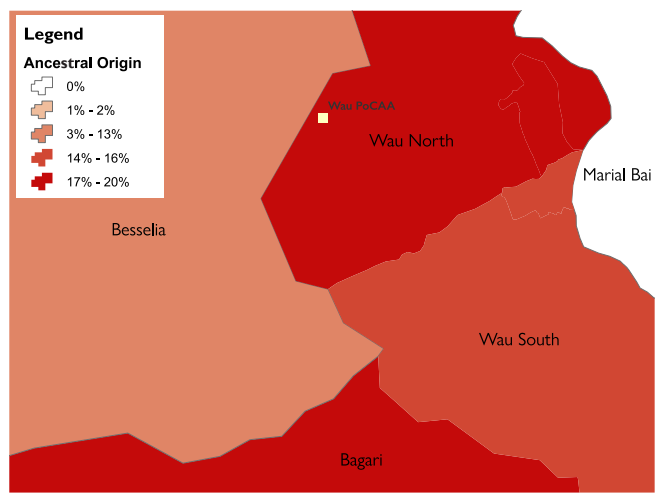 Legend
Ancestral Origin
0%
1% - 2%
3% - 13%
14% - 16%
17% - 20%
Wau PoCAA
Wau North
Marial Bai
Besselia
Wau South
Bagari